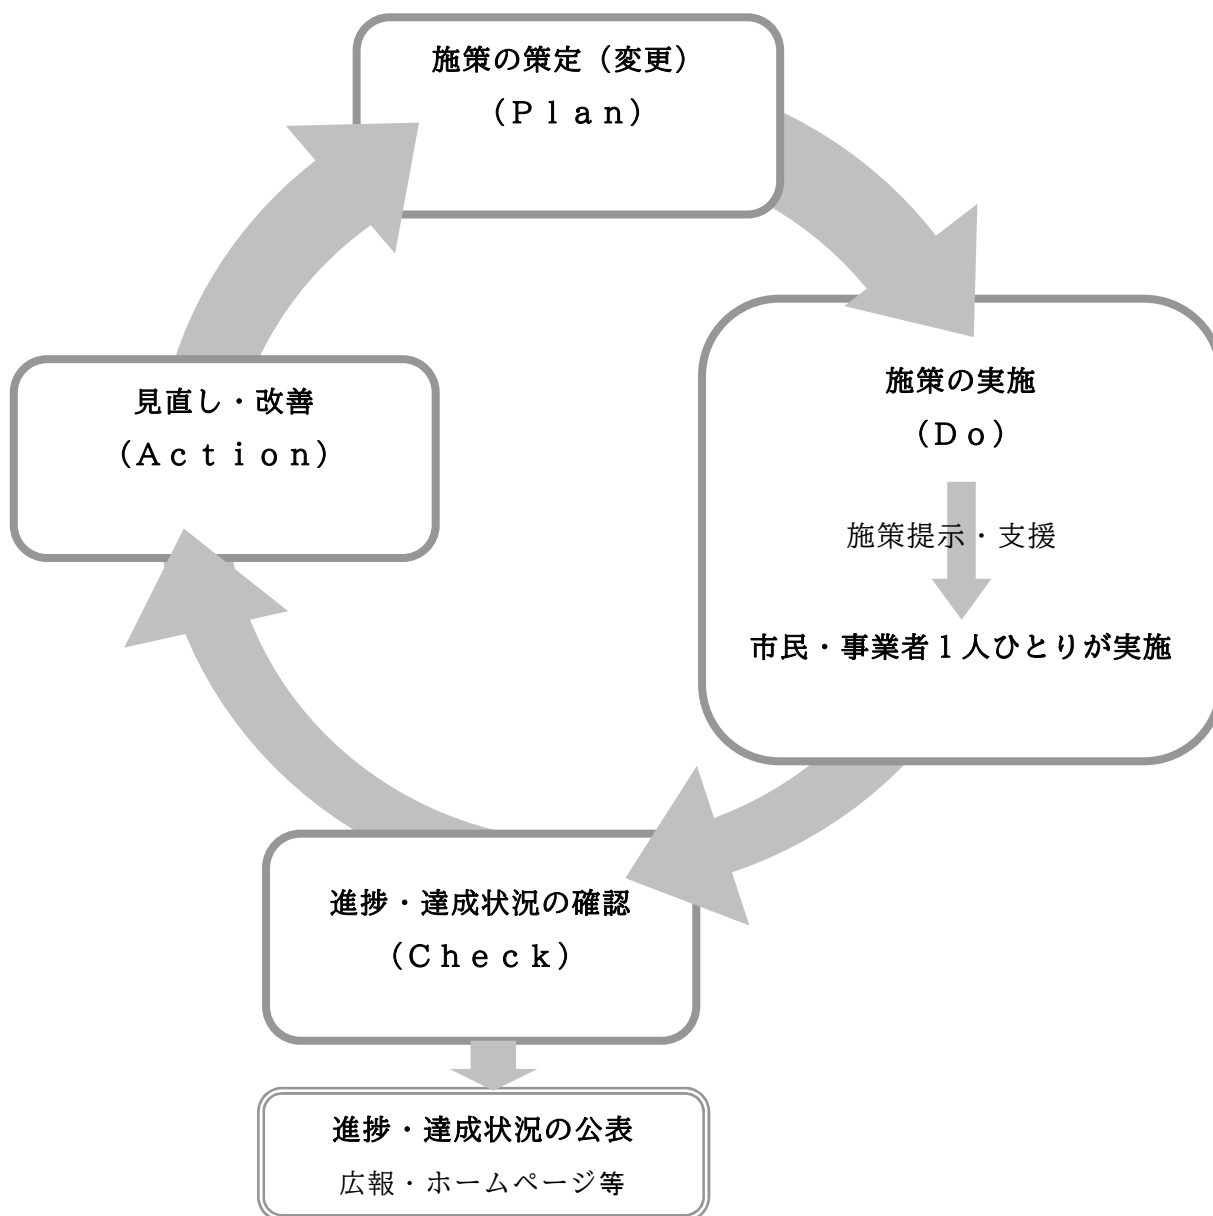 施策の策定（変更）
（Ｐｌａｎ）
施策の実施
（Ｄｏ）
施策提示・支援
市民・事業者１人ひとりが実施
見直し・改善
（Ａｃｔｉｏｎ）
進捗・達成状況の確認
（Ｃｈｅｃｋ）
進捗・達成状況の公表
広報・ホームページ等